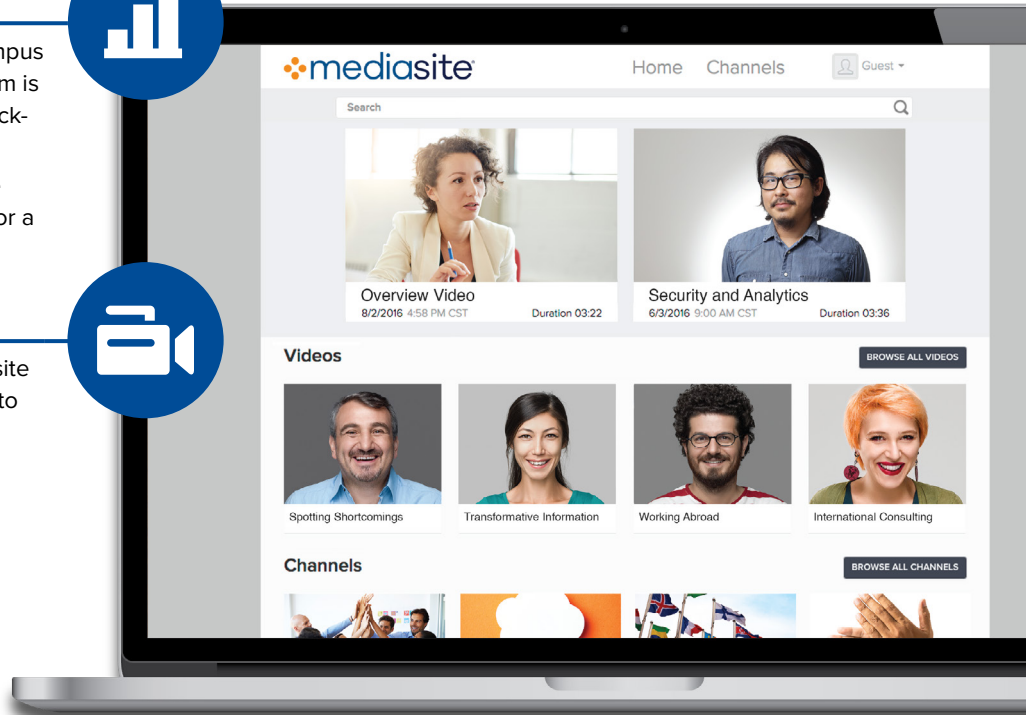 mpus
m is
ck-
or a
site
to
mediasite
Home Channels Guest
Search
Overview Video
8/2/2016 4:58 PM CST Duration 03:22
Security and Analytics
6/3/2016 9:00 AM CST Duration 03:36
Videos BROWSE ALL VIDEOS
Spotting Shortcomings
Transformative Information
Working Abroad
International Consulting
Channels BROWSE ALL CHANNELS